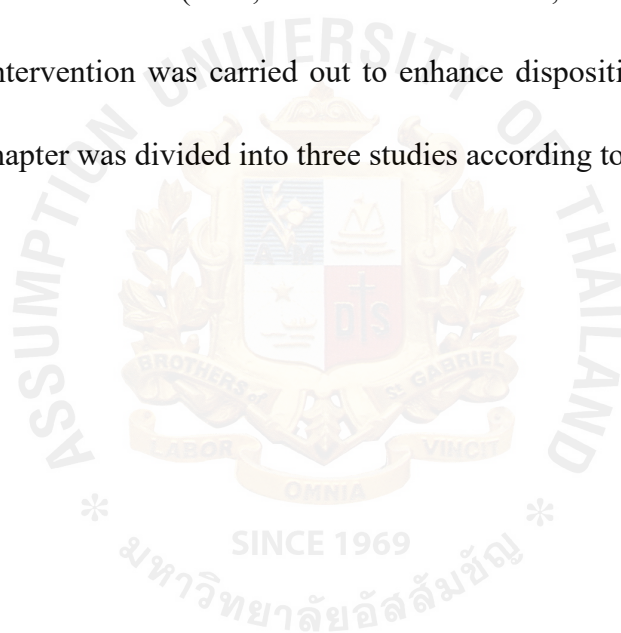 ntervention was carried out to enhance dispositi
hapter was divided into three studies according to
ASSUMPTION UNIVERSITY OF THAILAND
A M
D S
BROTHERS of St GABRIEL
LABOR
VINCIT
OMNIA
* SINCE 1969 *
มหาวิทยาลัยอัสสัมชัญ